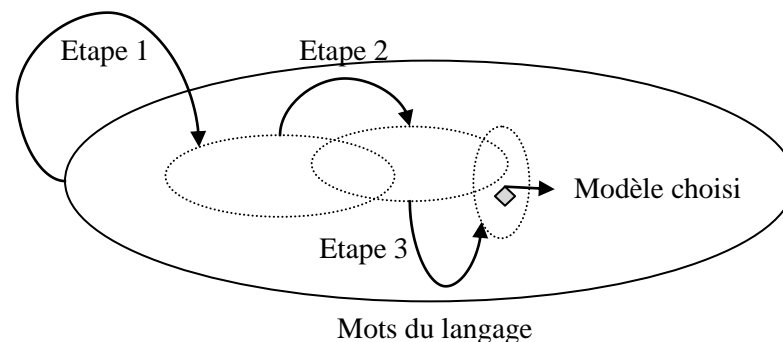 Etape 1
Etape 2
Modèle choisi
Etape 3
Mots du langage